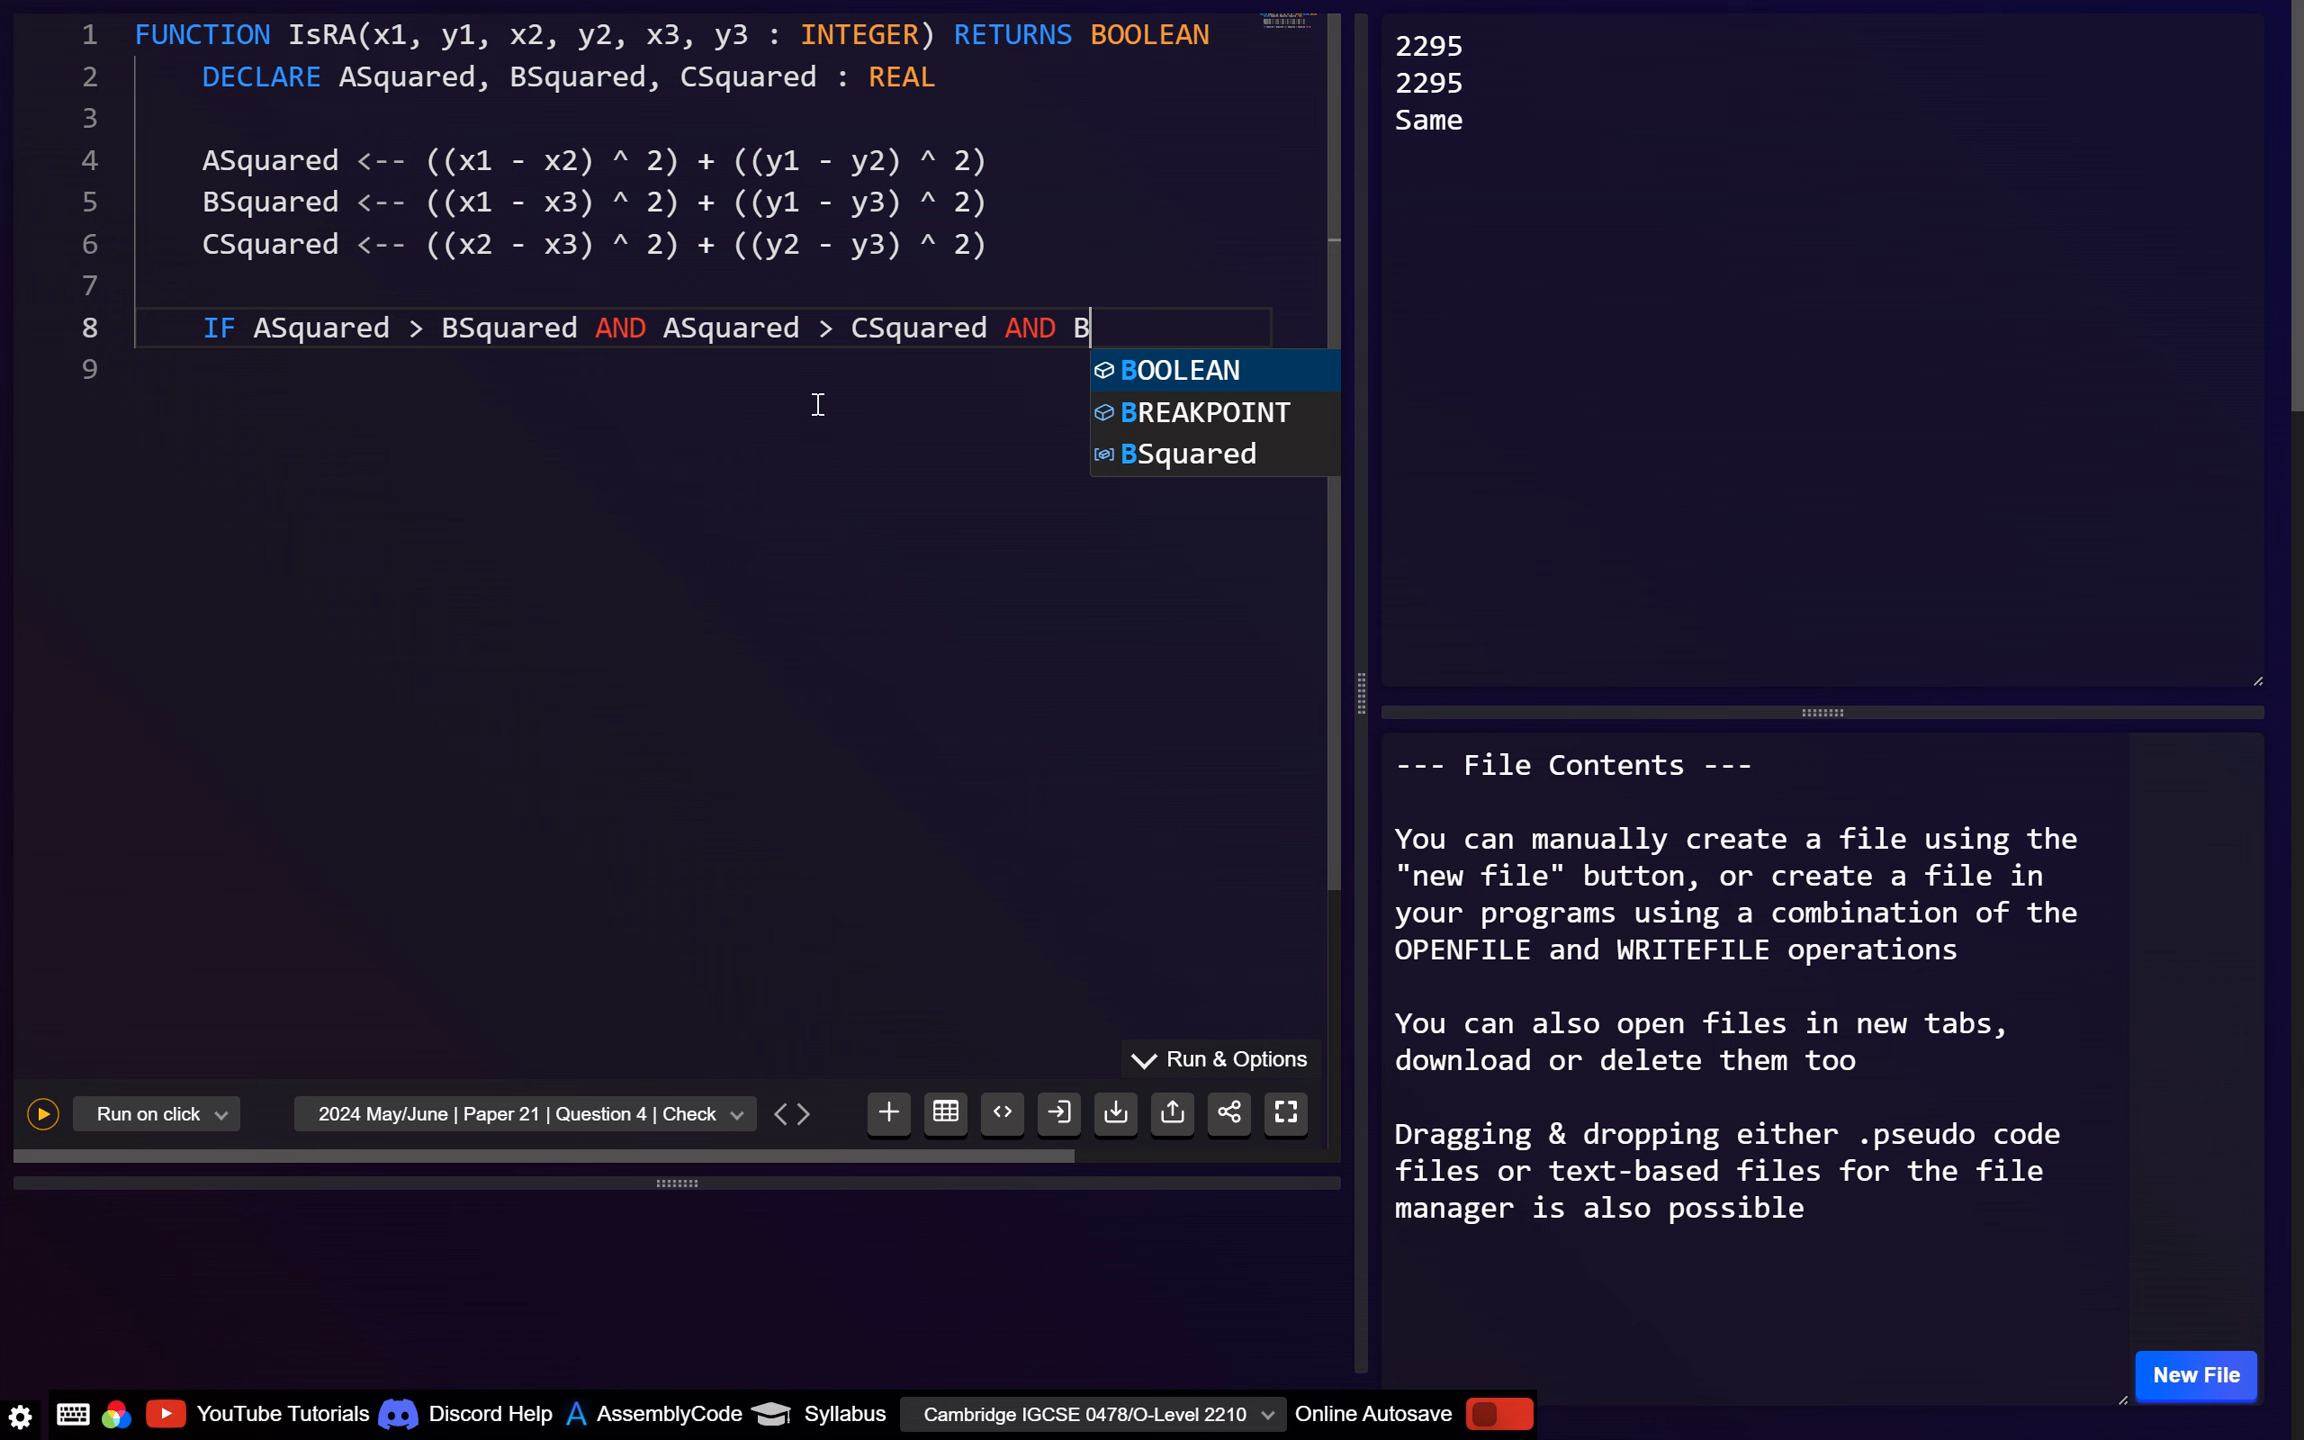 1 FUNCTION IsRA(x1, y1, x2, y2, x3, y3 : INTEGER) RETURNS BOOLEAN
2 DECLARE ASquared, BSquared, CSquared : REAL
3
4 ASquared <-- ((x1 - x2) ^ 2) + ((y1 - y2) ^ 2)
5 BSquared <-- ((x1 - x3) ^ 2) + ((y1 - y3) ^ 2)
6 CSquared <-- ((x2 - x3) ^ 2) + ((y2 - y3) ^ 2)
7
8 IF ASquared > BSquared AND ASquared > CSquared AND B
9
BOOLEAN
BREAKPOINT
BSquared
Run & Options
Run on click
2024 May/June | Paper 21 | Question 4 | Check
2295
2295
Same
--- File Contents ---
You can manually create a file using the
"new file" button, or create a file in
your programs using a combination of the
OPENFILE and WRITEFILE operations
You can also open files in new tabs,
download or delete them too
Dragging & dropping either .pseudo code
files or text-based files for the file
manager is also possible
New File
YouTube Tutorials Discord Help AssemblyCode Syllabus Cambridge IGCSE 0478/O-Level 2210 Online Autosave